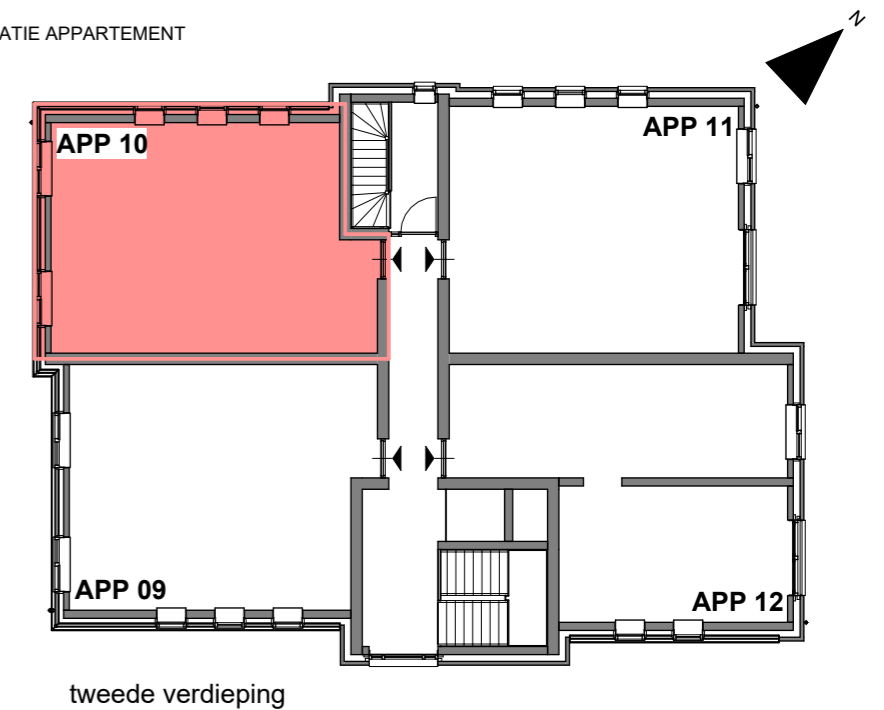 ATIE APPARTEMENT
N
APP 10
APP 11
APP 09
APP 12
tweede verdieping